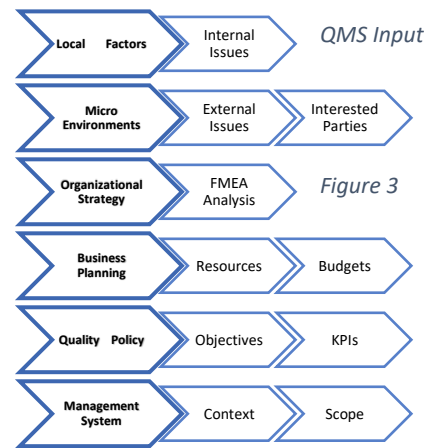 Local Factors
Internal
Issues
QMS Input
Micro
Environments
External
Issues
Interested
Parties
Organizational
Strategy
FMEA
Analysis
Figure 3
Business
Planning
Resources
Budgets
Quality Policy
Objectives
KPIs
Management
System
Context
Scope